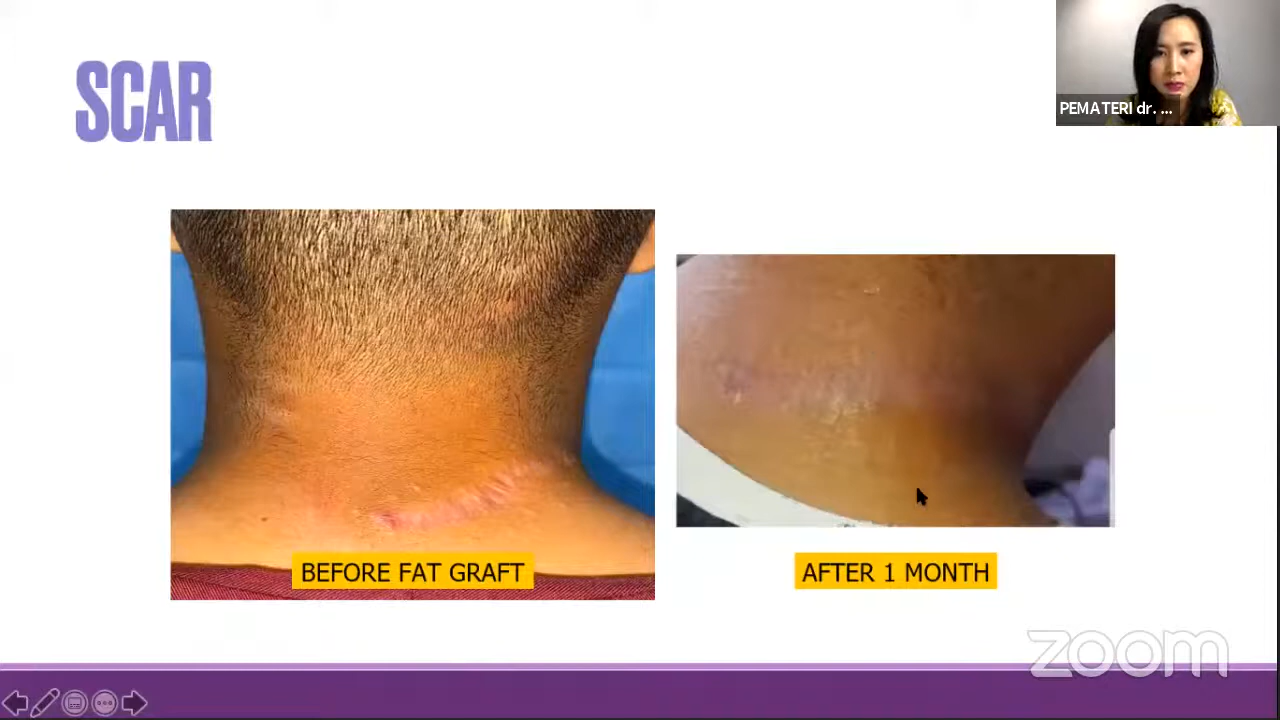 SCAR
PEMATERI dr. ...
BEFORE FAT GRAFT
AFTER 1 MONTH
zoom